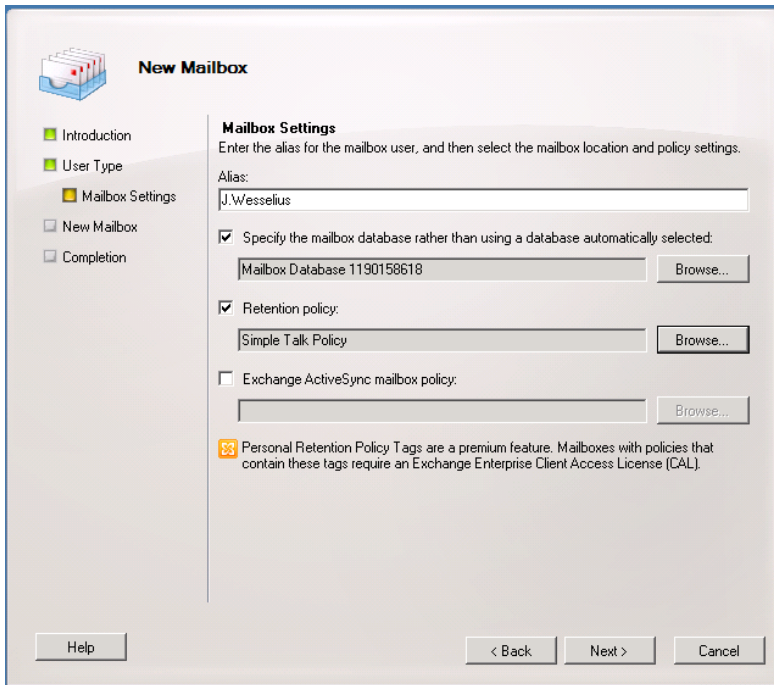 New Mailbox
Introduction
User Type
Mailbox Settings
New Mailbox
Completion
Mailbox Settings
Enter the alias for the mailbox user, and then select the mailbox location and policy settings.
Alias:
J.Wesselius
Specify the mailbox database rather than using a database automatically selected:
Mailbox Database 1190158618
Browse...
Retention policy:
Simple Talk Policy
Browse...
Exchange ActiveSync mailbox policy:
Browse...
Personal Retention Policy Tags are a premium feature. Mailboxes with policies that
contain these tags require an Exchange Enterprise Client Access License (CAL).
Help
< Back
Next >
Cancel